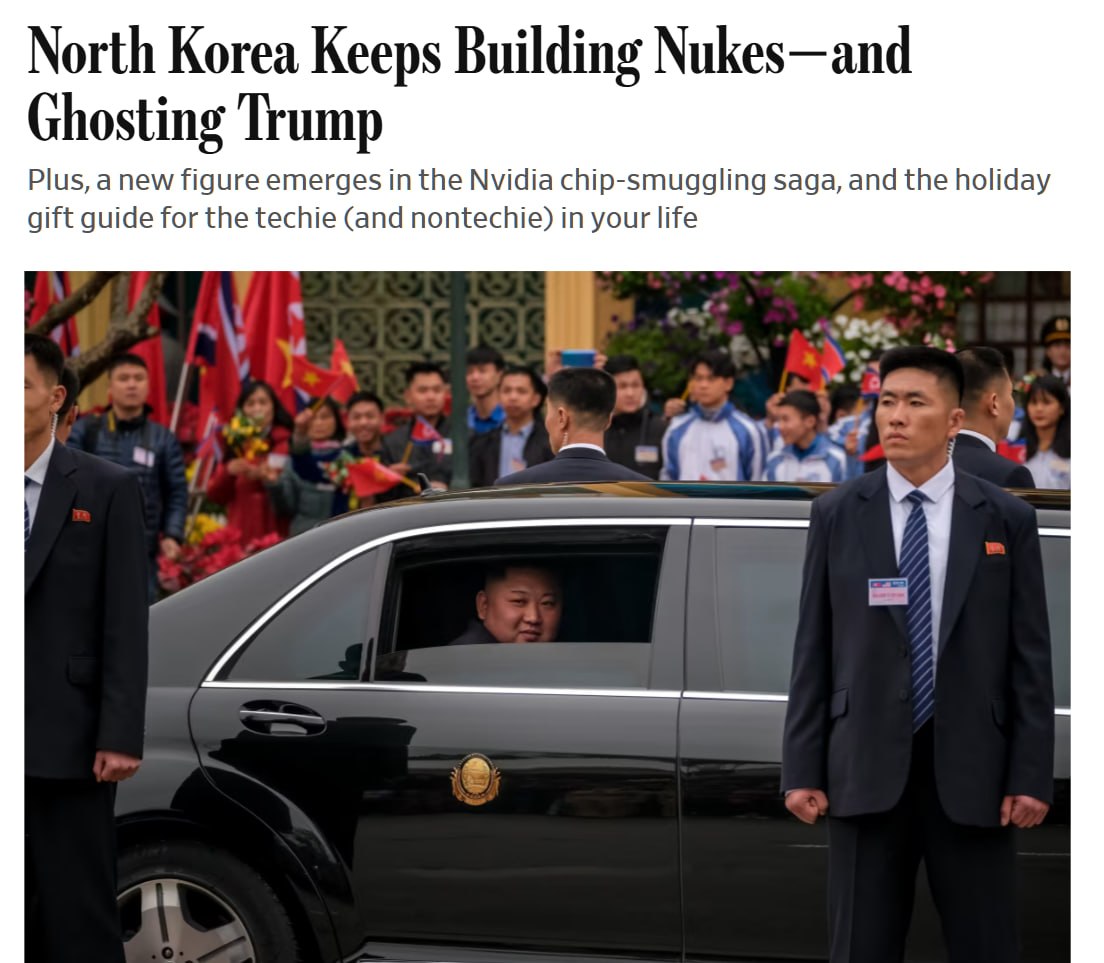 North Korea Keeps Building Nukes—and
Ghosting Trump
Plus, a new figure emerges in the Nvidia chip-smuggling saga, and the holiday
gift guide for the techie (and nontechie) in your life